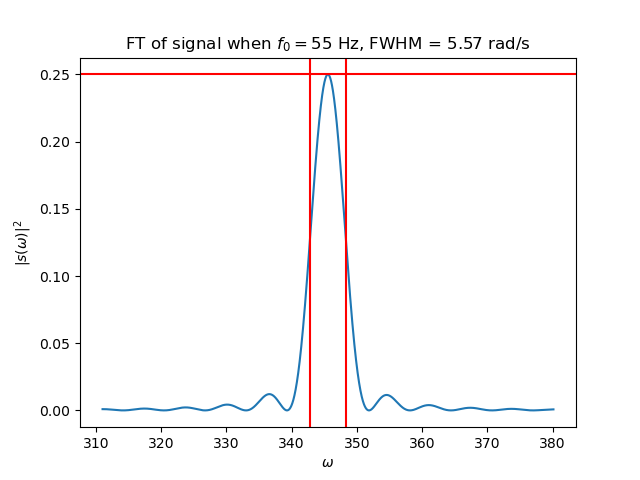 FT of signal when $f_0 = 55$ Hz, FWHM = 5.57 rad/s
0.25
0.20
0.15
0.10
0.05
0.00
|s(ω)|²
310 320 330 340 350 360 370 380
ω